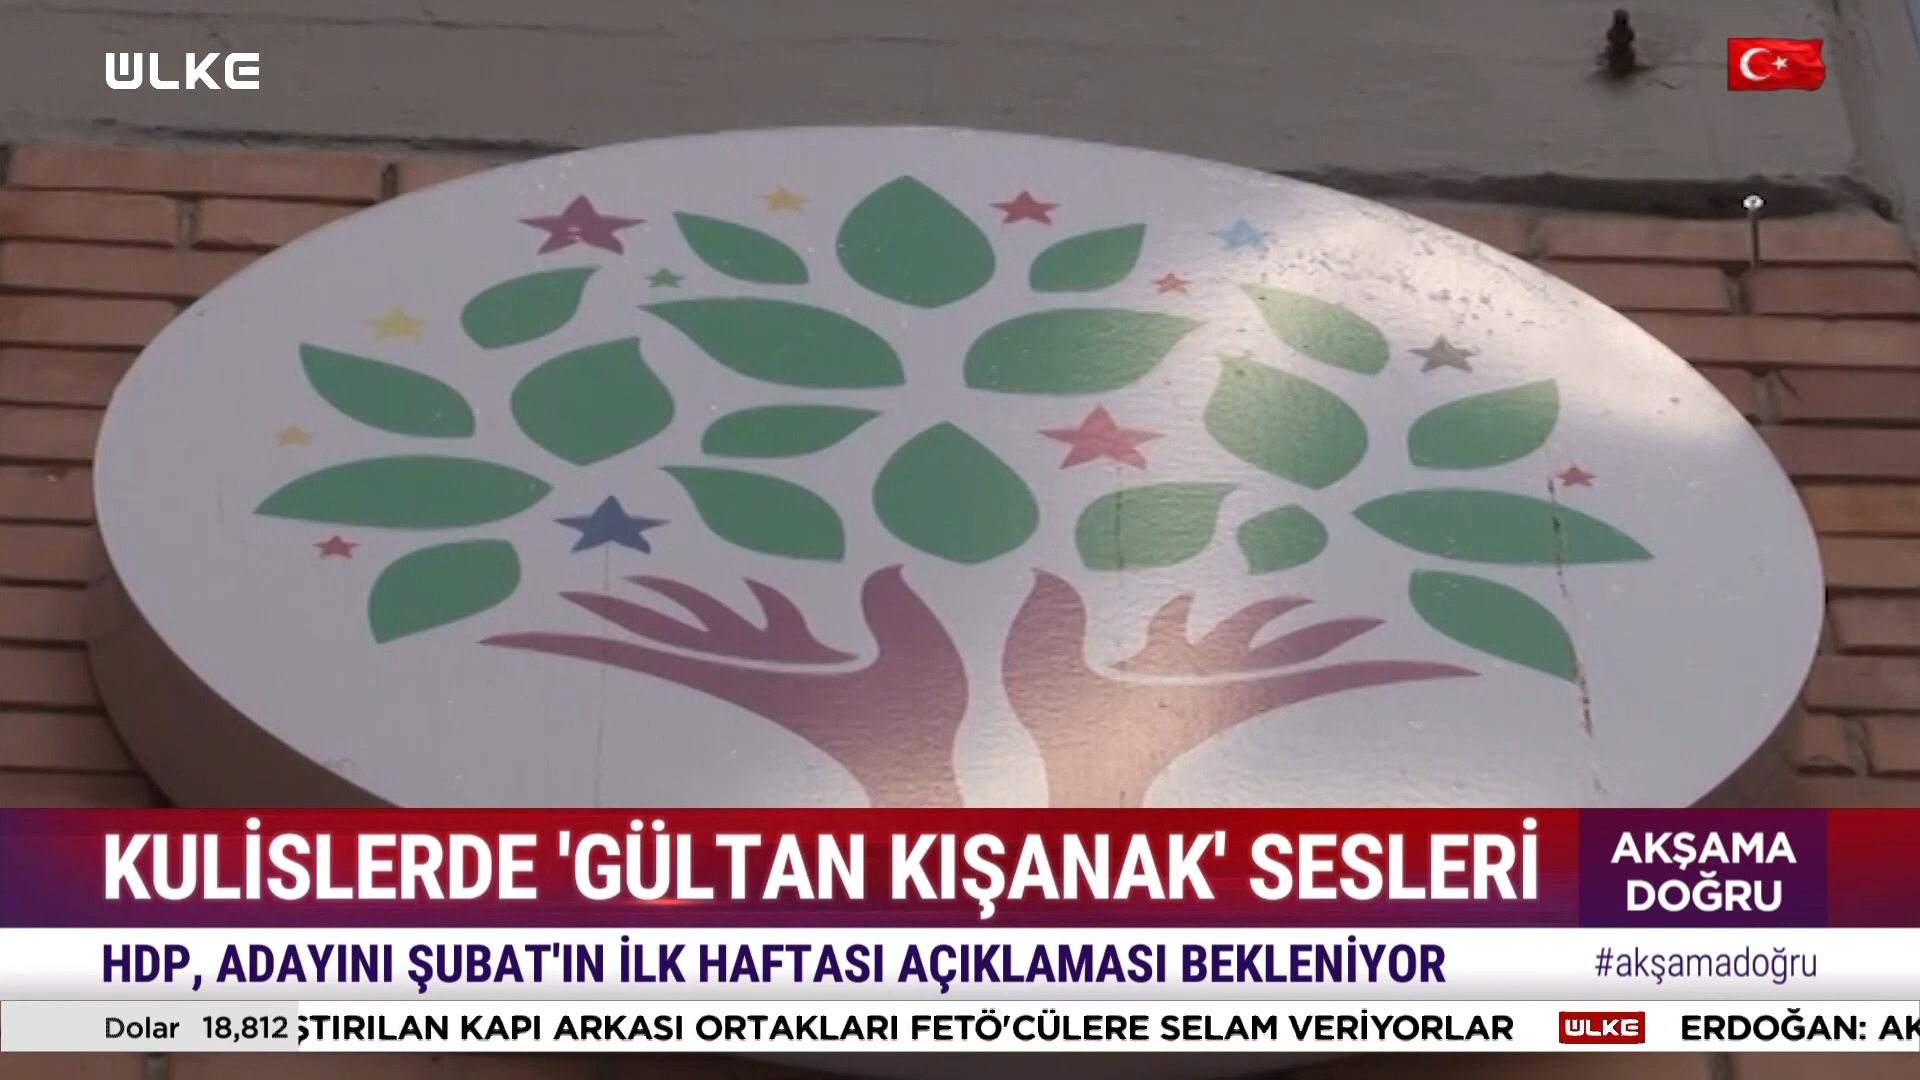 ULKE
KULİSLERDE 'GÜLTAN KIŞANAK' SESLERİ
AKŞAMA
DOĞRU
HDP, ADAYINI ŞUBAT'IN İLK HAFTASI AÇIKLAMASI BEKLENİYOR
#akşamadoğru
Dolar 18,812 ŞTIRILAN KAPI ARKASI ORTAKLARI FETÖ'CÜLERE SELAM VERİYORLAR ULKE ERDOĞAN: AK